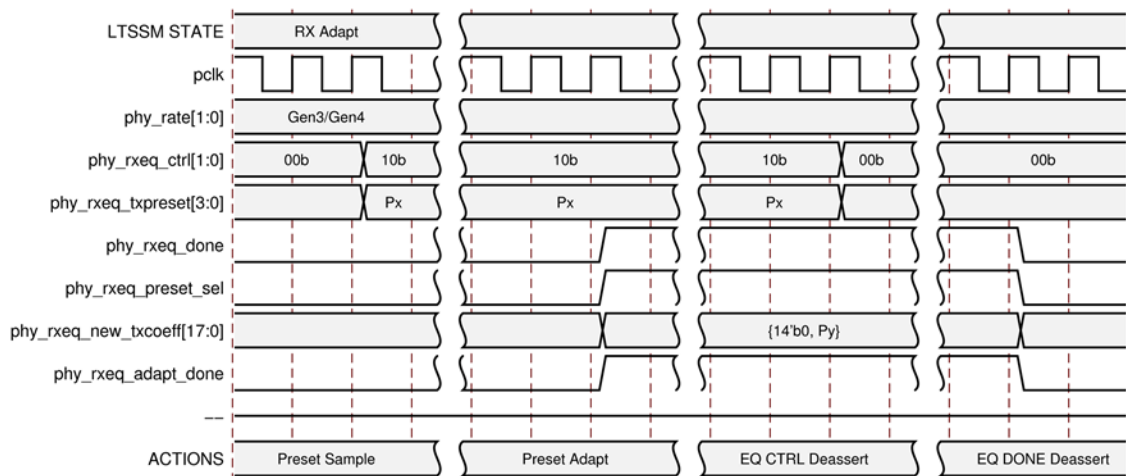 LTSSM STATE RX Adapt
pclk
phy_rate[1:0] Gen3/Gen4
phy_rxeq_ctrl[1:0] 00b 10b 10b 10b 00b 00b
phy_rxeq_txpreset[3:0] Px Px Px
phy_rxeq_done
phy_rxeq_preset_sel
phy_rxeq_new_txcoeff[17:0] {14'b0, Py}
phy_rxeq_adapt_done
--
ACTIONS Preset Sample Preset Adapt EQ CTRL Deassert EQ DONE Deassert